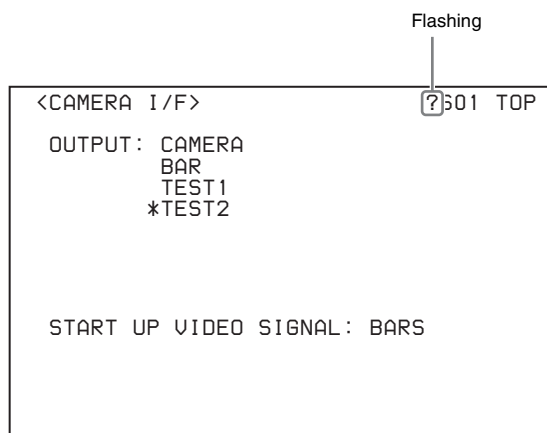 Flashing
<CAMERA I/F> ?S01 TOP
OUTPUT: CAMERA
BAR
TEST1
*TEST2
START UP VIDEO SIGNAL: BARS